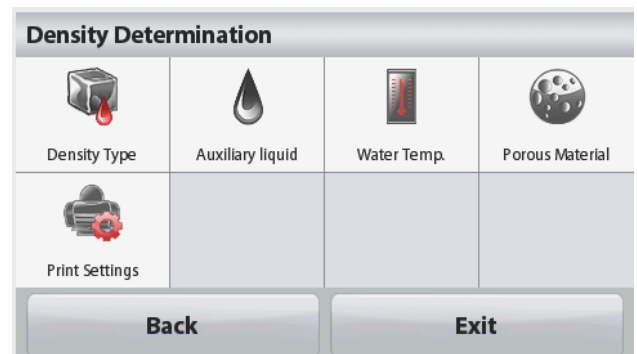 Density Determination
Density Type
Auxiliary liquid
Water Temp.
Porous Material
Print Settings
Back
Exit